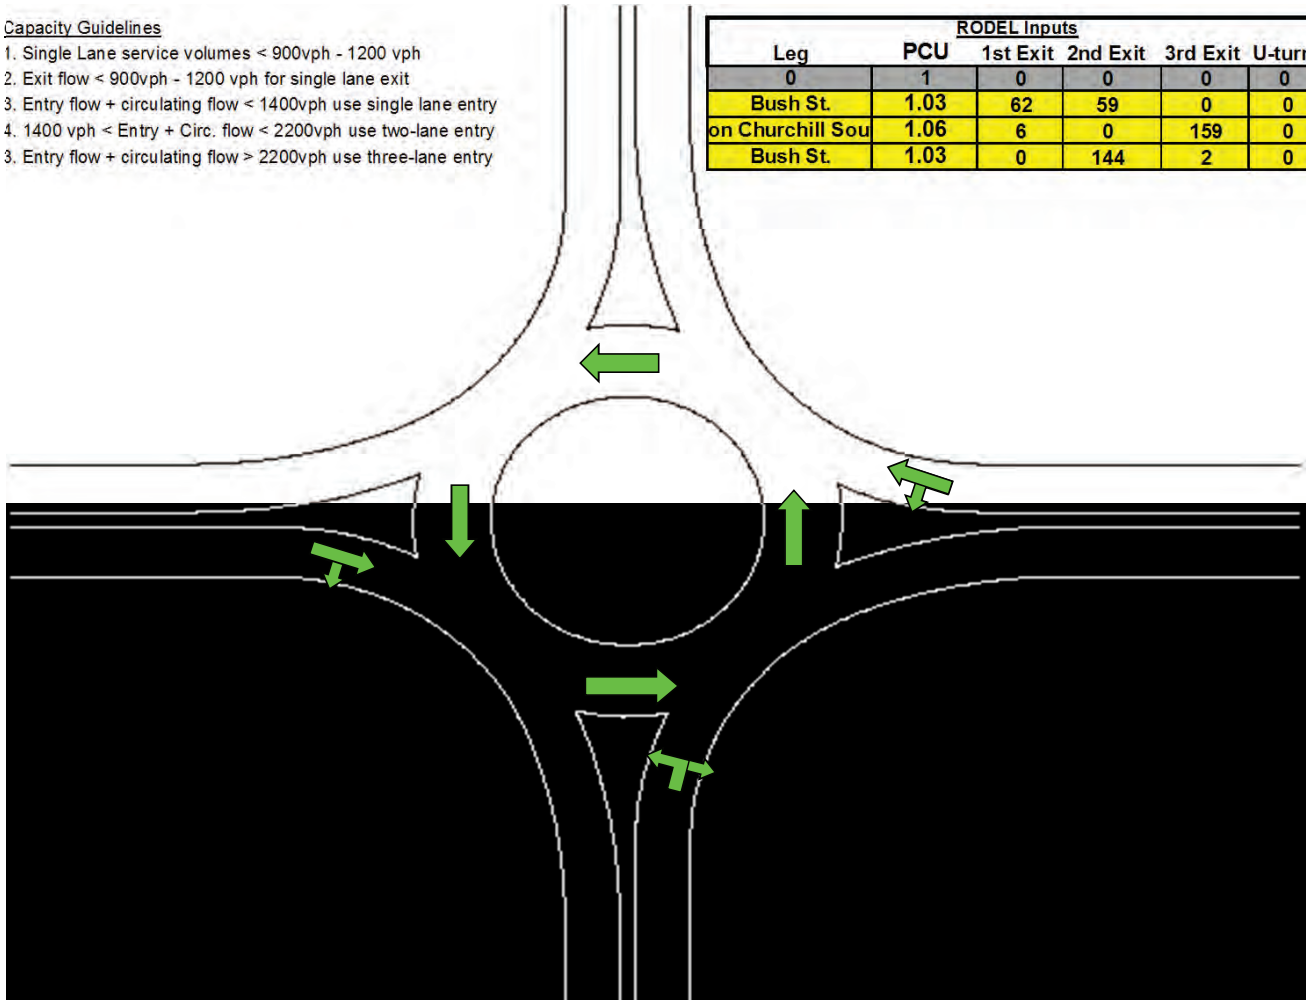 Capacity Guidelines
1. Single Lane service volumes < 900vph - 1200 vph
2. Exit flow < 900vph - 1200 vph for single lane exit
3. Entry flow + circulating flow < 1400vph use single lane entry
4. 1400 vph < Entry + Circ. flow < 2200vph use two-lane entry
3. Entry flow + circulating flow > 2200vph use three-lane entry
RODEL Inputs
Leg PCU 1st Exit 2nd Exit 3rd Exit U-turn
0 1 0 0 0 0
Bush St. 1.03 62 59 0 0
on Churchill Sou 1.06 6 0 159 0
Bush St. 1.03 0 144 2 0